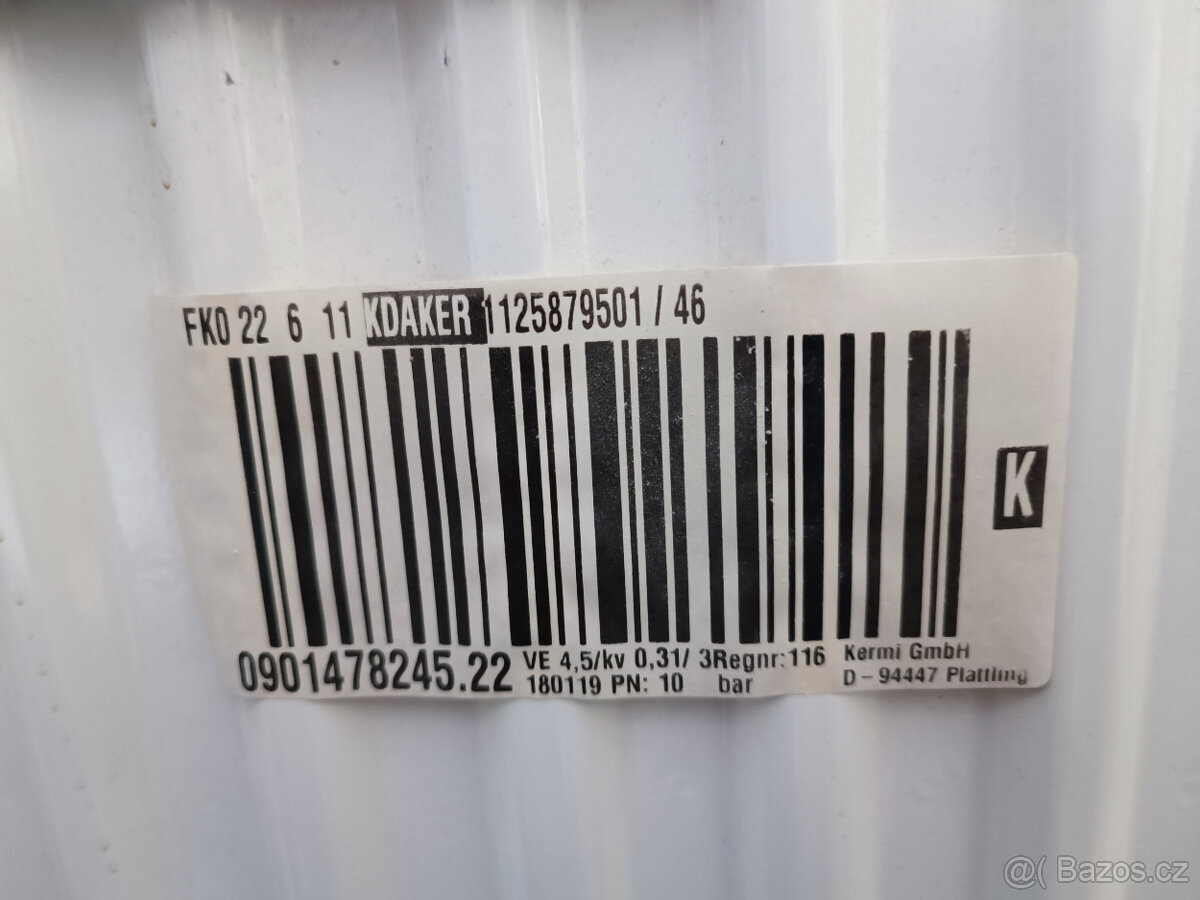 FK0 22 6 11 KDAKER 1125879501 / 46
K
0901478245.22
VE 4,5/kv 0,31/ 3Regnr:116
180119 PN: 10 bar
Kermi GmbH
D - 94447 Plattling
@( Bazos.cz